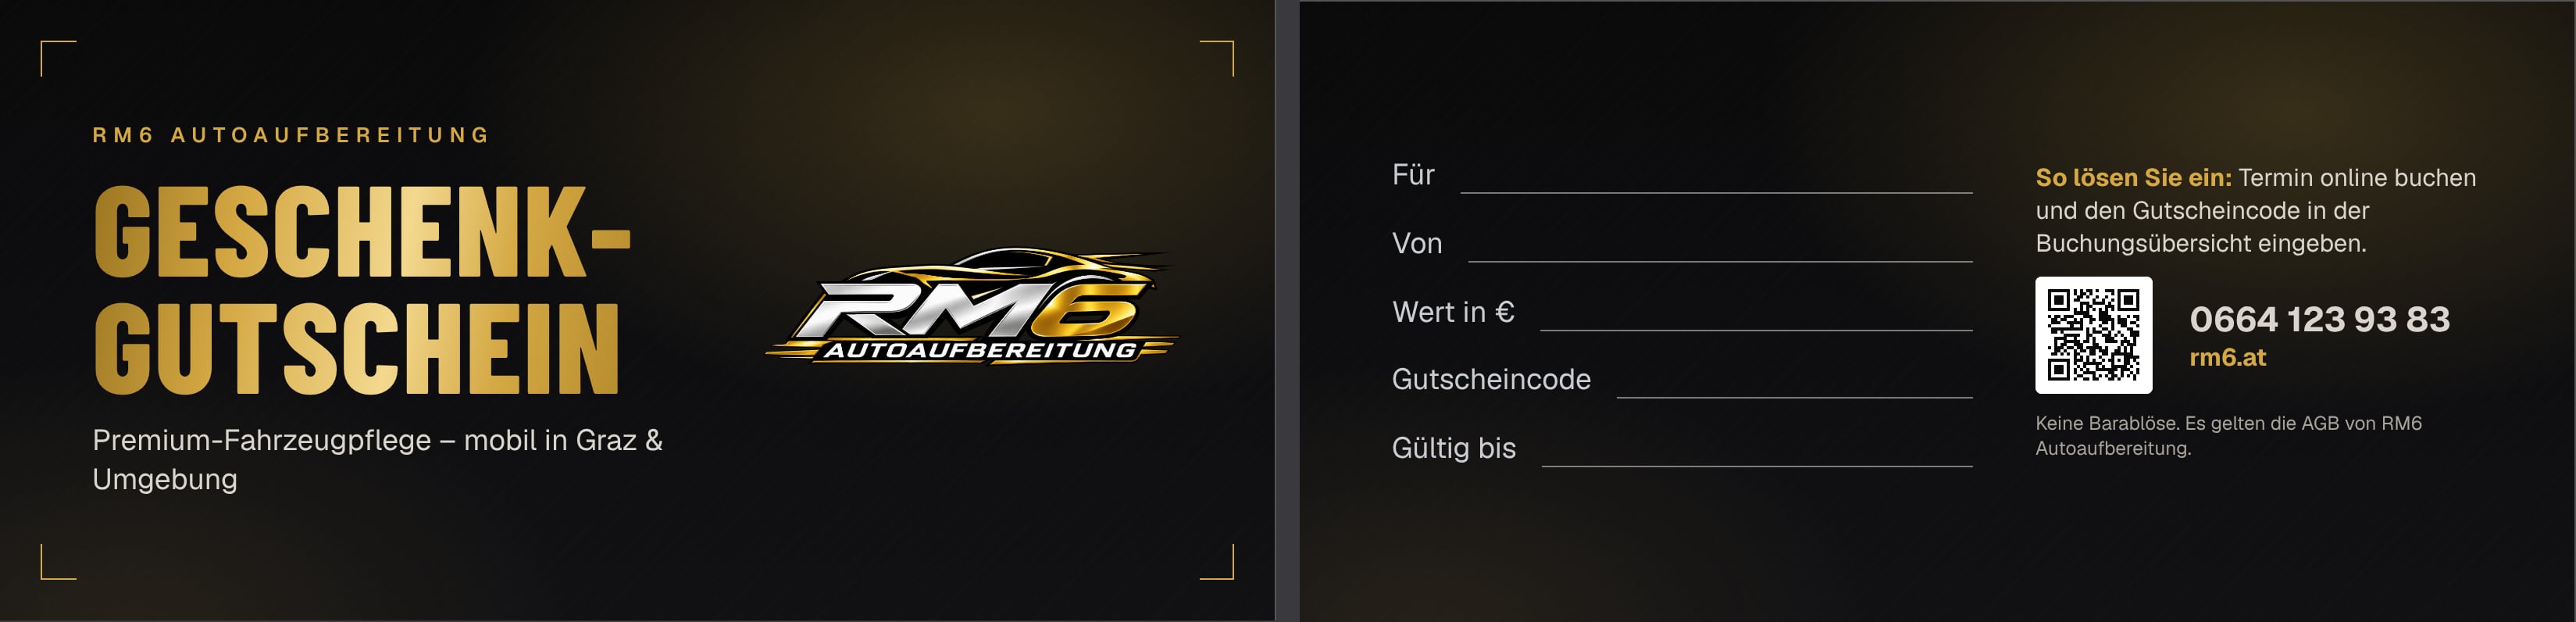 RM6 AUTOAUFBEREITUNG
GESCHENK-
GUTSCHEIN
Premium-Fahrzeugpflege – mobil in Graz &
Umgebung
RM6
AUTOAUFBEREITUNG
Für
Von
Wert in €
Gutscheincode
Gültig bis
So lösen Sie ein: Termin online buchen
und den Gutscheincode in der
Buchungsübersicht eingeben.
0664 123 93 83
rm6.at
Keine Barablöse. Es gelten die AGB von RM6
Autoaufbereitung.